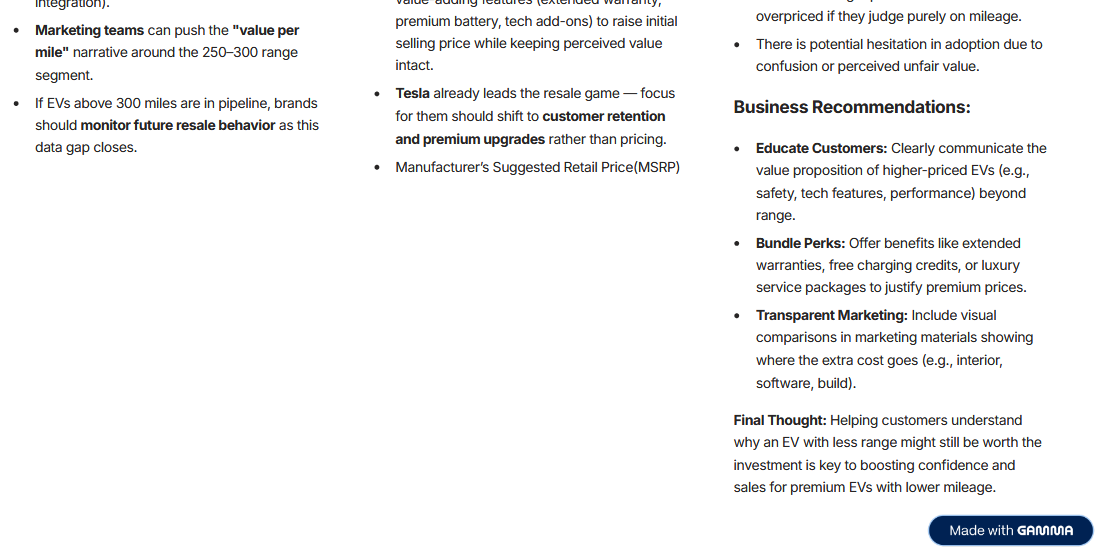 integration).
Marketing teams can push the "value per
mile" narrative around the 250–300 range
segment.
If EVs above 300 miles are in pipeline, brands
should monitor future resale behavior as this
data gap closes.
value-adding features (extended warranty,
premium battery, tech add-ons) to raise initial
selling price while keeping perceived value
intact.
Tesla already leads the resale game — focus
for them should shift to customer retention
and premium upgrades rather than pricing.
Manufacturer’s Suggested Retail Price(MSRP)
overpriced if they judge purely on mileage.
There is potential hesitation in adoption due to
confusion or perceived unfair value.
Business Recommendations:
Educate Customers: Clearly communicate the
value proposition of higher-priced EVs (e.g.,
safety, tech features, performance) beyond
range.
Bundle Perks: Offer benefits like extended
warranties, free charging credits, or luxury
service packages to justify premium prices.
Transparent Marketing: Include visual
comparisons in marketing materials showing
where the extra cost goes (e.g., interior,
software, build).
Final Thought: Helping customers understand
why an EV with less range might still be worth the
investment is key to boosting confidence and
sales for premium EVs with lower mileage.
Made with GAMMA